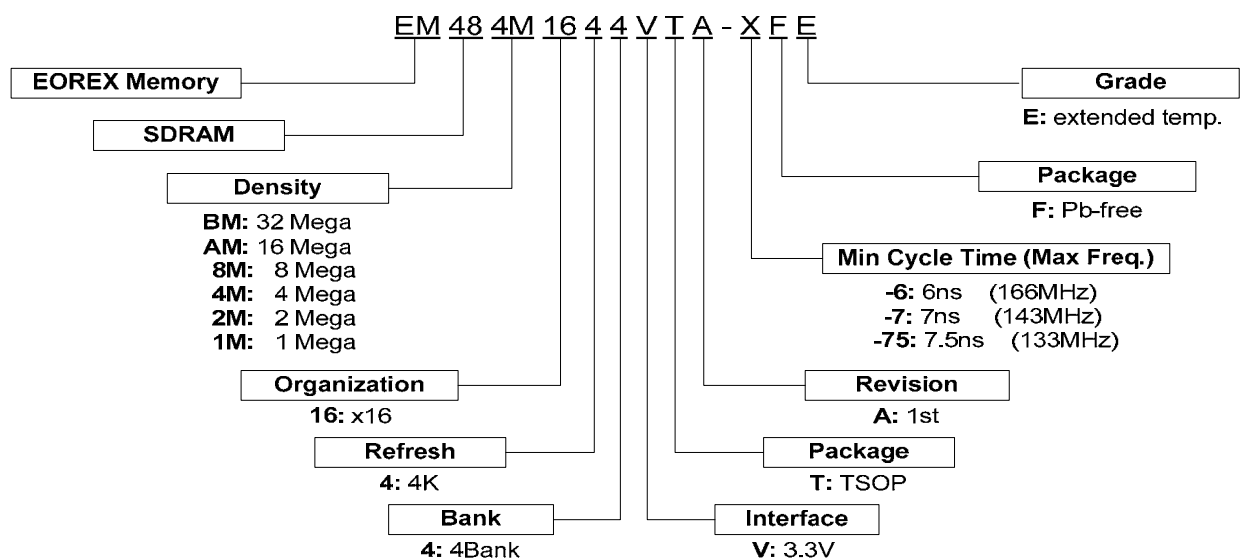 EM 48 4M 16 4 4 V T A - X F E
EOREX Memory
SDRAM
Density
BM: 32 Mega
AM: 16 Mega
8M: 8 Mega
4M: 4 Mega
2M: 2 Mega
1M: 1 Mega
Organization
16: x16
Refresh
4: 4K
Bank
4: 4Bank
Grade
E: extended temp.
Package
F: Pb-free
Min Cycle Time (Max Freq.)
-6: 6ns (166MHz)
-7: 7ns (143MHz)
-75: 7.5ns (133MHz)
Revision
A: 1st
Package
T: TSOP
Interface
V: 3.3V